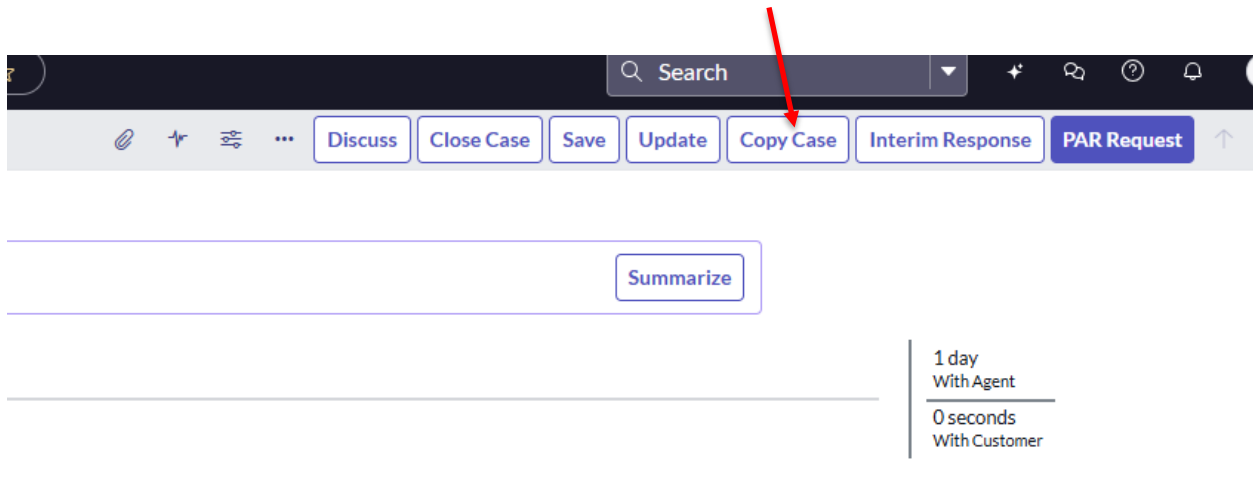 Search
Discuss Close Case Save Update Copy Case Interim Response PAR Request
Summarize
1 day
With Agent
0 seconds
With Customer